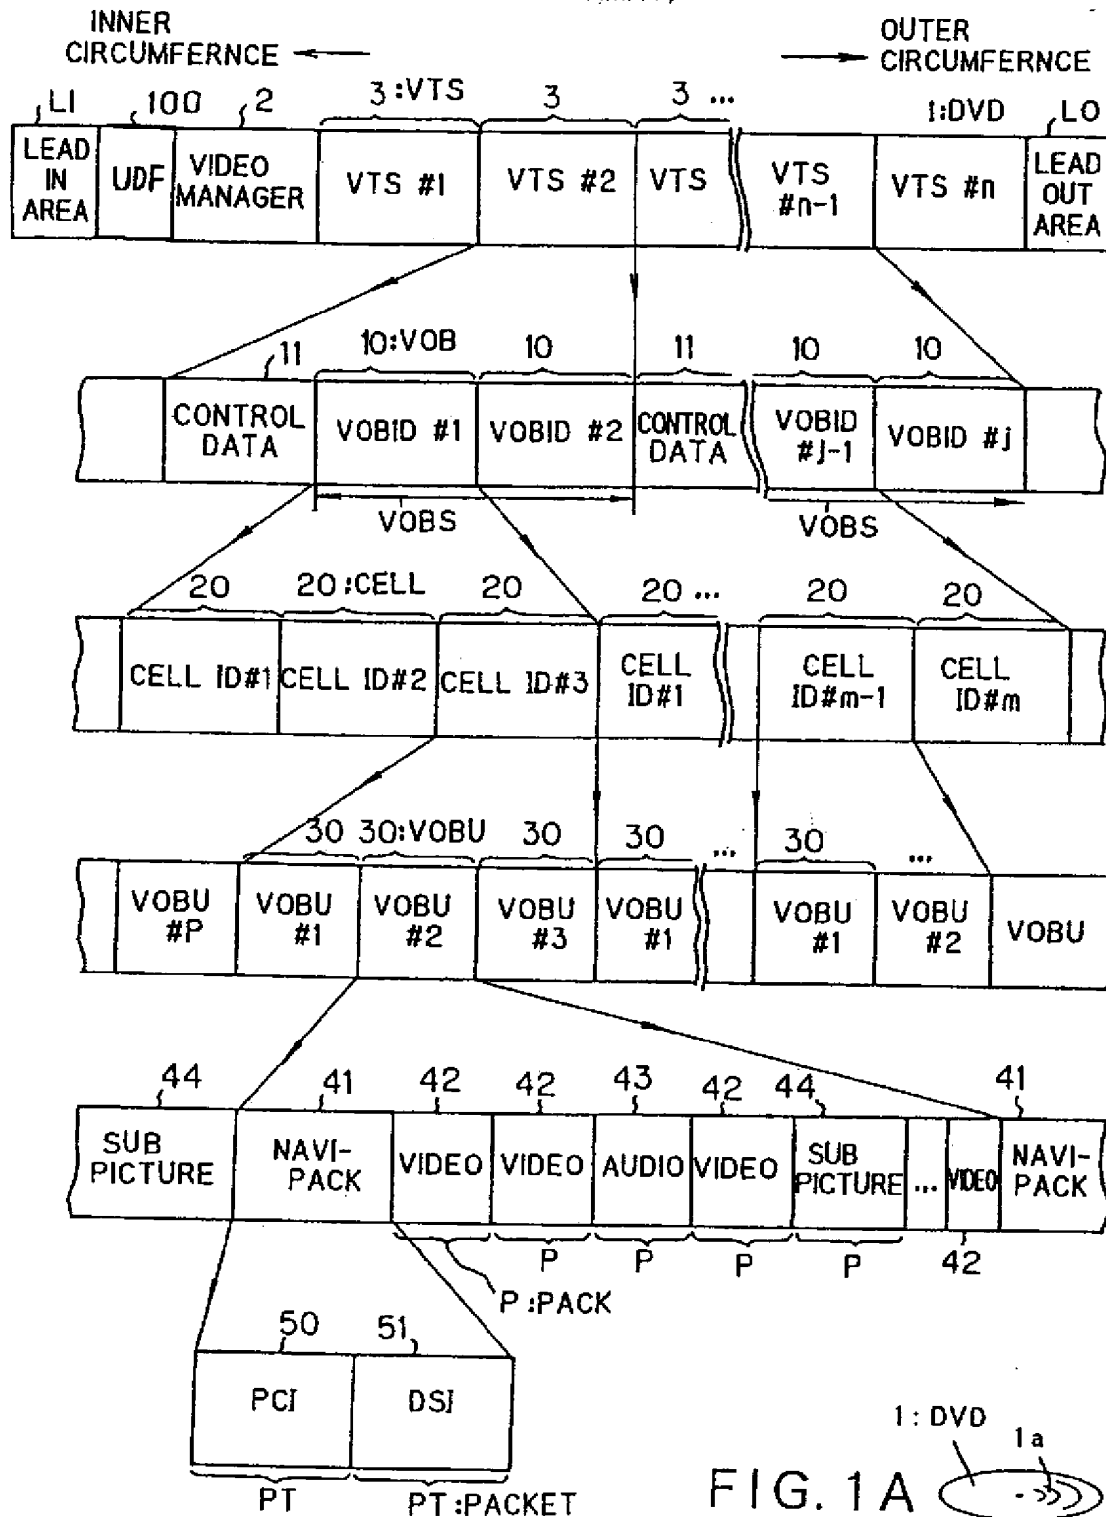 INNER
CIRCUMFERNCE
OUTER
CIRCUMFERNCE
LI 100 2 3:VTS 3 3 ... 1:DVD LO
LEAD IN AREA UDF VIDEO MANAGER VTS #1 VTS #2 VTS VTS #n-1 VTS #n LEAD OUT AREA
11 10:VOB 10 11 10 10
CONTROL DATA VOBID #1 VOBID #2 CONTROL DATA VOBID #J-1 VOBID #j
VOBS VOBS
20 20:CELL 20 20 ... 20 20
CELL ID#1 CELL ID#2 CELL ID#3 CELL ID#1 CELL ID#m-1 CELL ID#m
30 30:VOBU 30 30 ... 30 ...
VOBU #P VOBU #1 VOBU #2 VOBU #3 VOBU #1 VOBU #1 VOBU #2 VOBU
44 41 42 42 43 42 44 41
SUB PICTURE NAVI-PACK VIDEO VIDEO AUDIO VIDEO SUB PICTURE ... VIDEO NAVI-PACK
P P P P 42
P:PACK
50 51
PCI DSI
PT PT:PACKET
1:DVD
1a
FIG. 1A